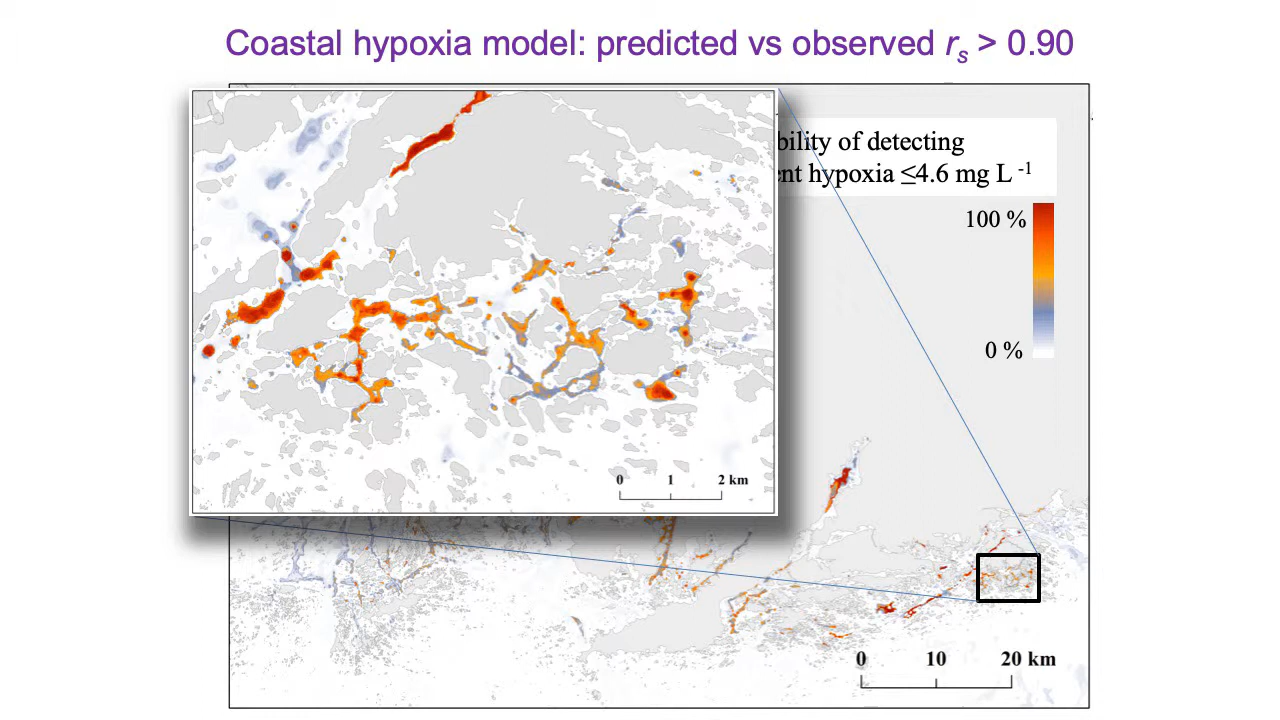 Coastal hypoxia model: predicted vs observed rs > 0.90
bility of detecting
ent hypoxia ≤4.6 mg L -1
100 %
0 %
0 1 2 km
0 10 20 km